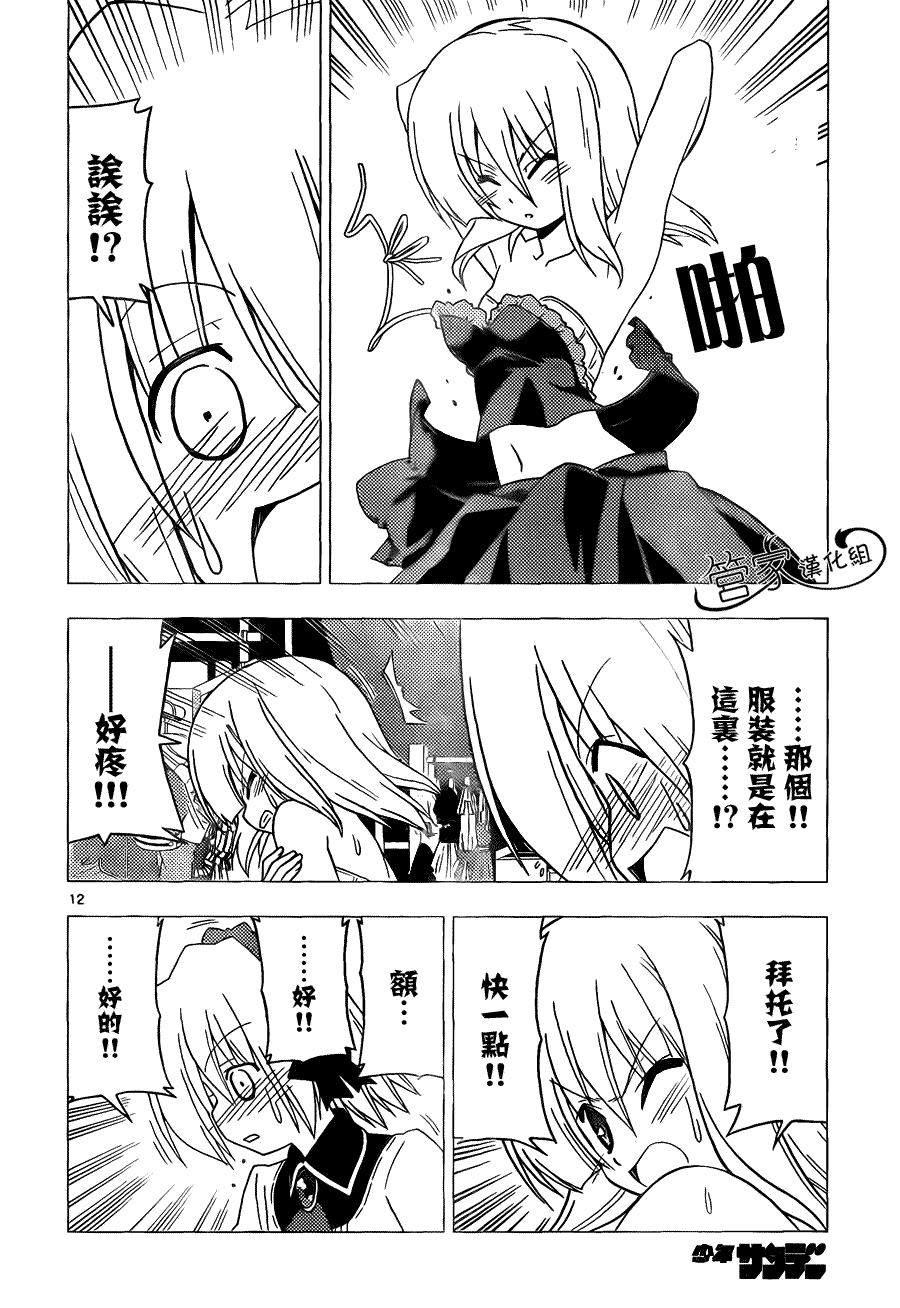 啪
誒誒!?
……那個!!
服装就是在
這裏……!?
——好疼!!!
拜托了!!
快一點!!
額…
…好!!
…好的!!
管家漢化組
12
少年サンデー